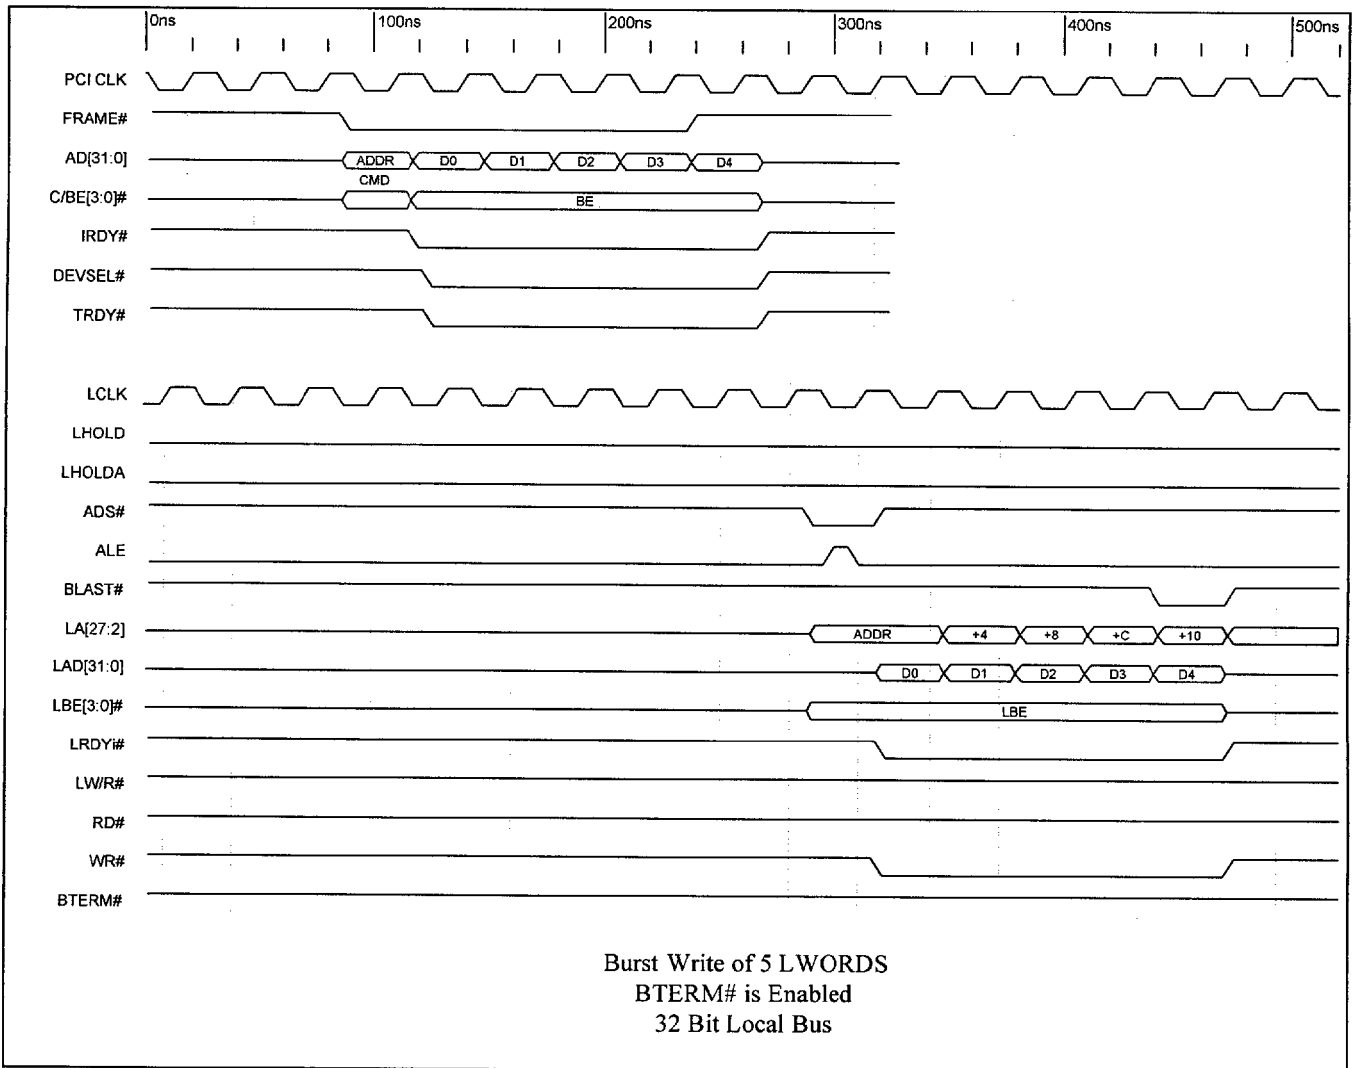 0ns 100ns 200ns 300ns 400ns 500ns
PCI CLK
FRAME#
AD[31:0] ADDR D0 D1 D2 D3 D4
CMD
C/BE[3:0]# BE
IRDY#
DEVSEL#
TRDY#
LCLK
LHOLD
LHOLDA
ADS#
ALE
BLAST#
LA[27:2] ADDR +4 +8 +C +10
LAD[31:0] D0 D1 D2 D3 D4
LBE[3:0]# LBE
LRDYi#
LW/R#
RD#
WR#
BTERM#
Burst Write of 5 LWORDS
BTERM# is Enabled
32 Bit Local Bus